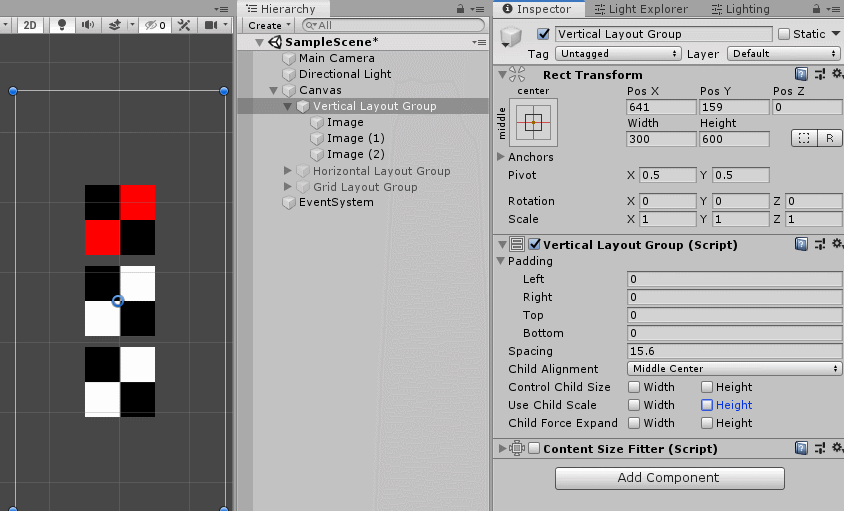 2D
0
Hierarchy
Create
All
SampleScene*
Main Camera
Directional Light
Canvas
Vertical Layout Group
Image
Image (1)
Image (2)
Horizontal Layout Group
Grid Layout Group
EventSystem
Inspector
Light Explorer
Lighting
Vertical Layout Group
Static
Tag Untagged Layer Default
Rect Transform
center
middle
Pos X Pos Y Pos Z
641 159 0
Width Height
300 600
R
Anchors
Pivot X 0.5 Y 0.5
Rotation X 0 Y 0 Z 0
Scale X 1 Y 1 Z 1
Vertical Layout Group (Script)
Padding
Left 0
Right 0
Top 0
Bottom 0
Spacing 15.6
Child Alignment Middle Center
Control Child Size Width Height
Use Child Scale Width Height
Child Force Expand Width Height
Content Size Fitter (Script)
Add Component